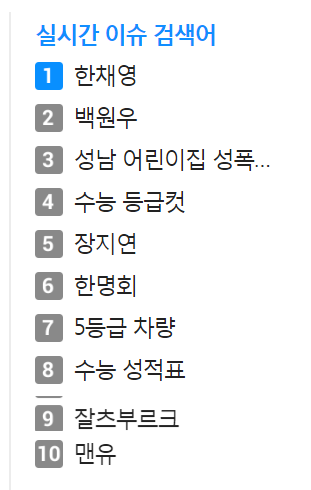 실시간 이슈 검색어
1 한채영
2 백원우
3 성남 어린이집 성폭...
4 수능 등급컷
5 장지연
6 한명회
7 5등급 차량
8 수능 성적표
9 잘츠부르크
10 맨유